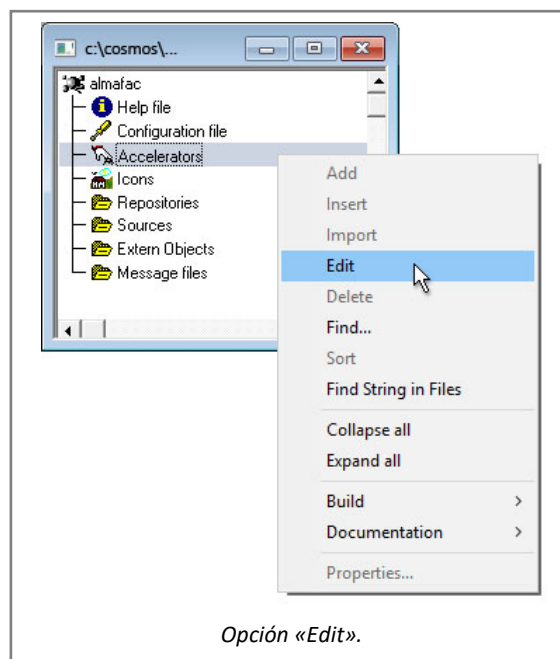 c:\cosmos\...
almafac
Help file
Configuration file
Accelerators
Icons
Repositories
Sources
Extern Objects
Message files
Add
Insert
Import
Edit
Delete
Find...
Sort
Find String in Files
Collapse all
Expand all
Build
Documentation
Properties...
Opción «Edit».